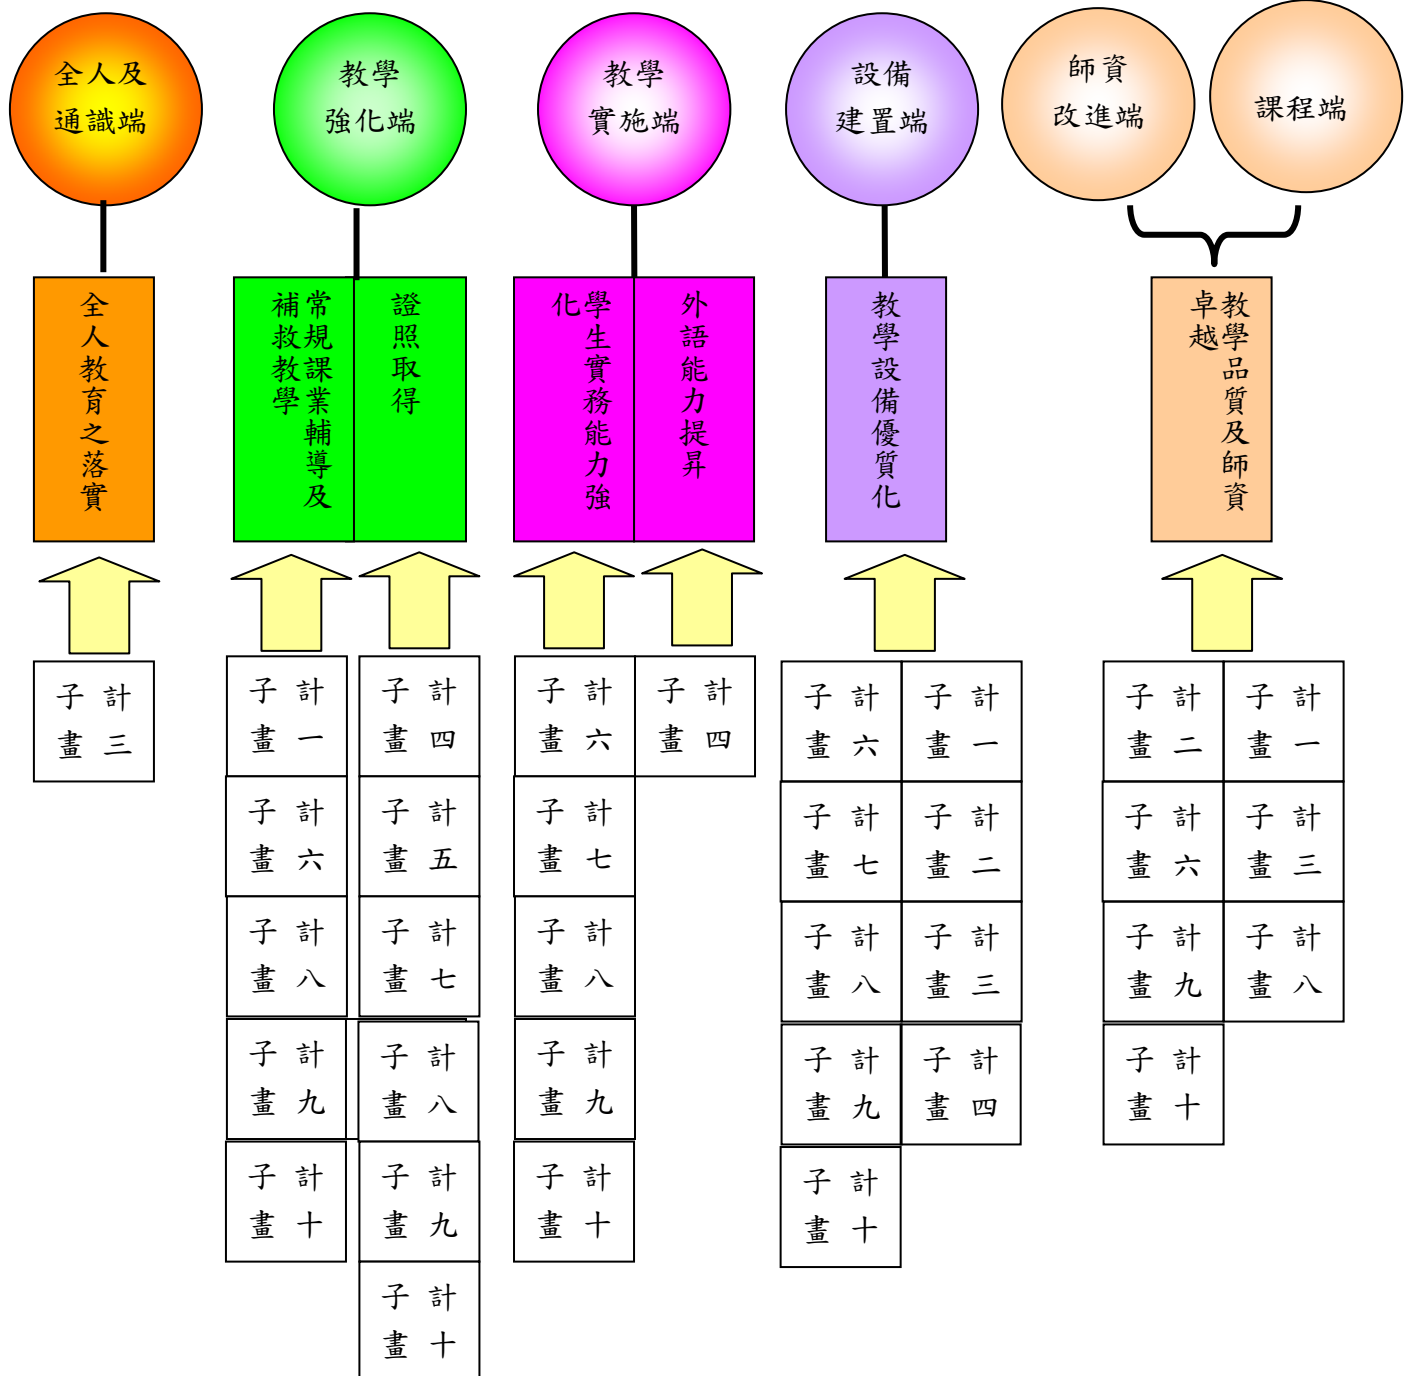 全人及
通識端
教學
強化端
教學
實施端
設備
建置端
師資
改進端
課程端
全人教育之落實
常規課業輔導及
補救教學
證照取得
學生實務能力強
化
外語能力提昇
教學設備優質化
教學品質及師資
卓越
子計
畫三
子計
畫一
子計
畫六
子計
畫八
子計
畫九
子計
畫十
子計
畫四
子計
畫五
子計
畫七
子計
畫八
子計
畫九
子計
畫十
子計
畫六
子計
畫七
子計
畫八
子計
畫九
子計
畫十
子計
畫四
子計
畫六
子計
畫七
子計
畫八
子計
畫九
子計
畫十
子計
畫一
子計
畫二
子計
畫三
子計
畫四
子計
畫二
子計
畫六
子計
畫九
子計
畫十
子計
畫一
子計
畫三
子計
畫八